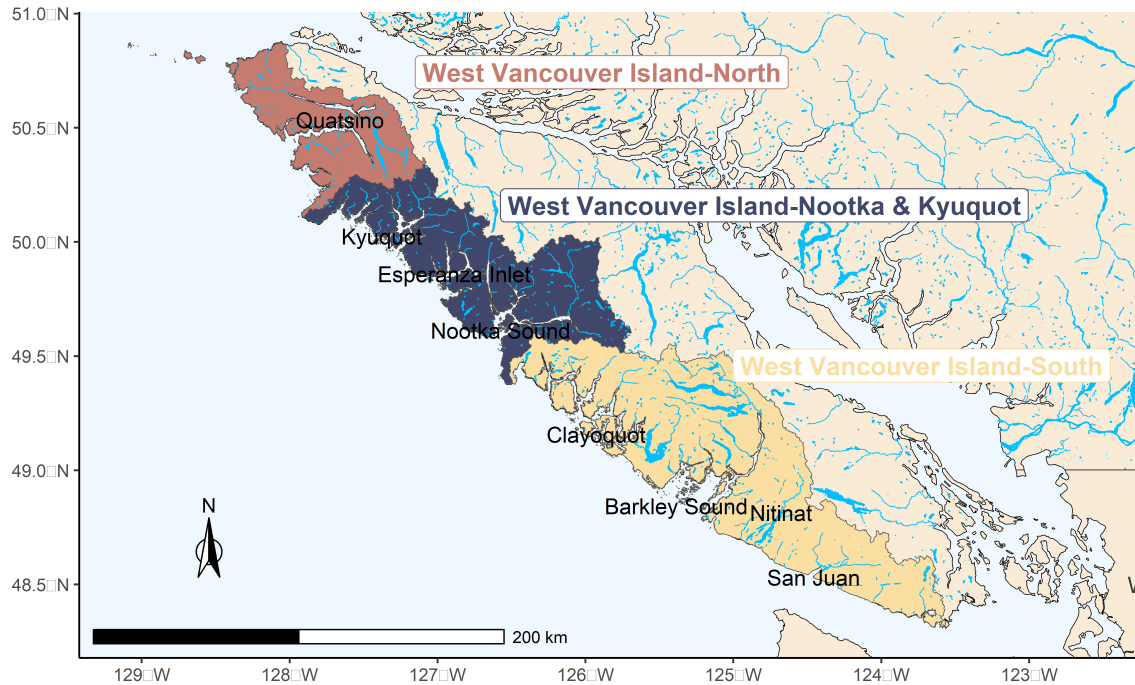 51.0□N
West Vancouver Island-North
Quatsino
50.5□N
West Vancouver Island-Nootka & Kyuquot
Kyuquot
50.0□N
Esperanza Inlet
Nootka Sound
49.5□N
West Vancouver Island-South
Clayoquot
49.0□N
Barkley Sound
Nitinat
N
San Juan
48.5□N
200 km
129□W
128□W
127□W
126□W
125□W
124□W
123□W